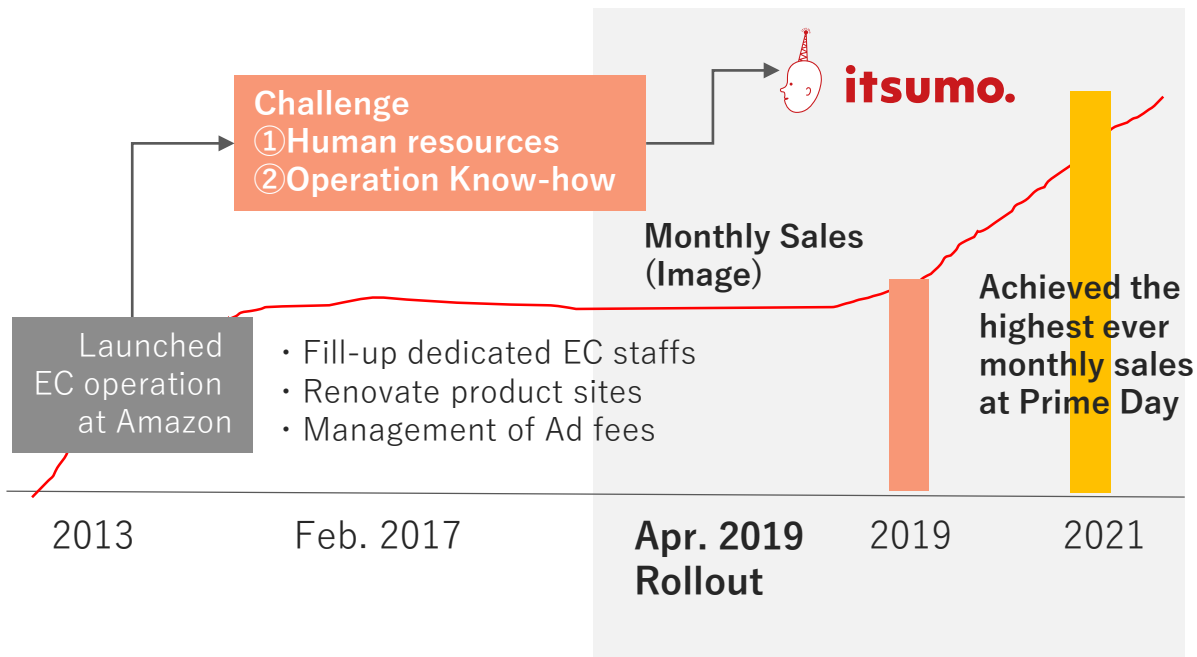 itsumo.
Challenge
①Human resources
②Operation Know-how
Monthly Sales
(Image)
Launched
EC operation
at Amazon
・Fill-up dedicated EC staffs
・Renovate product sites
・Management of Ad fees
Achieved the
highest ever
monthly sales
at Prime Day
2013
Feb. 2017
Apr. 2019
Rollout
2019
2021